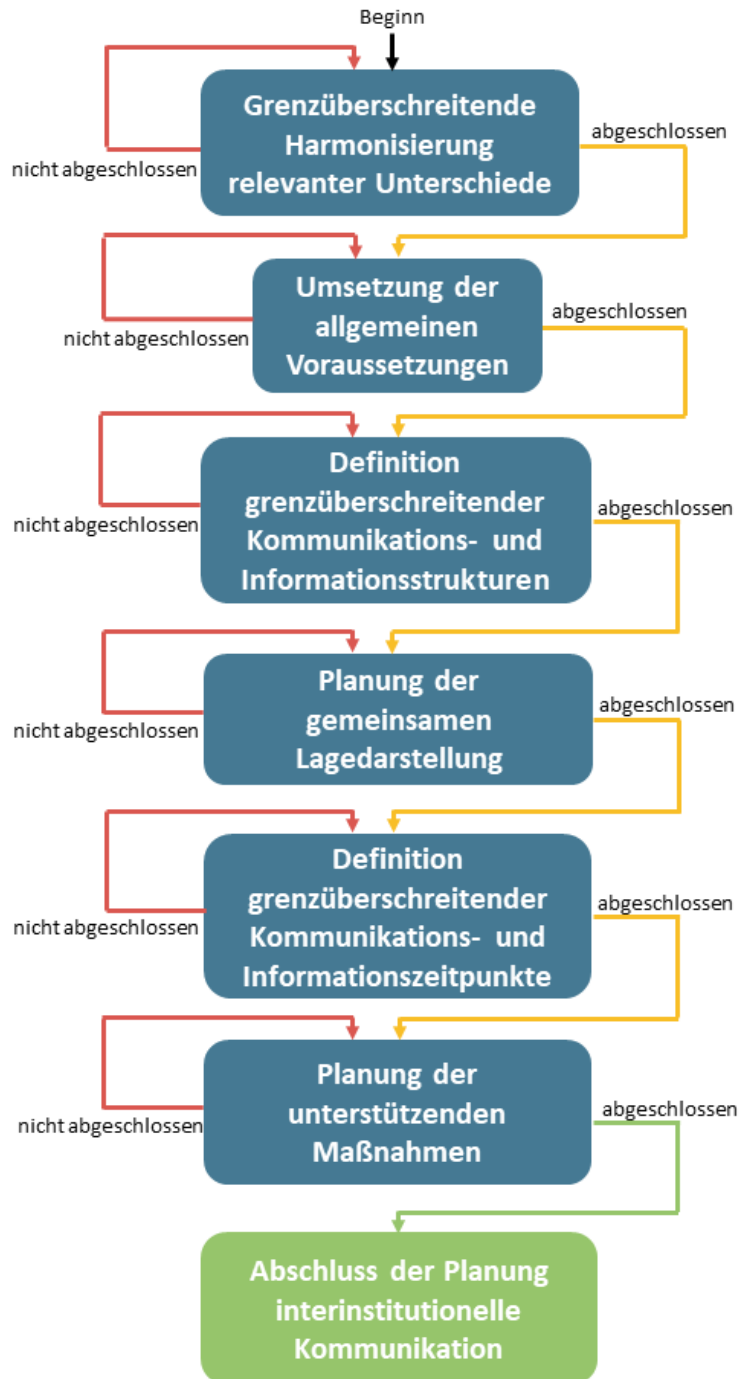 Beginn
Grenzüberschreitende
Harmonisierung
relevanter Unterschiede
abgeschlossen
nicht abgeschlossen
Umsetzung der
allgemeinen
Voraussetzungen
abgeschlossen
nicht abgeschlossen
Definition
grenzüberschreitender
Kommunikations- und
Informationsstrukturen
abgeschlossen
nicht abgeschlossen
Planung der
gemeinsamen
Lagedarstellung
abgeschlossen
nicht abgeschlossen
Definition
grenzüberschreitender
Kommunikations- und
Informationszeitpunkte
abgeschlossen
nicht abgeschlossen
Planung der
unterstützenden
Maßnahmen
abgeschlossen
nicht abgeschlossen
Abschluss der Planung
interinstitutionelle
Kommunikation